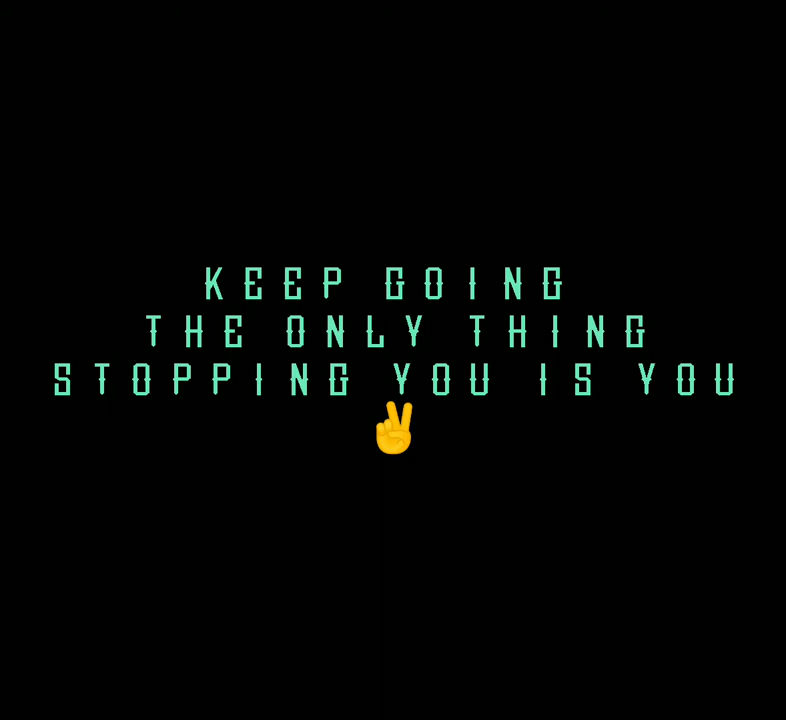 KEEP GOING
THE ONLY THING
STOPPING YOU IS YOU
✌️